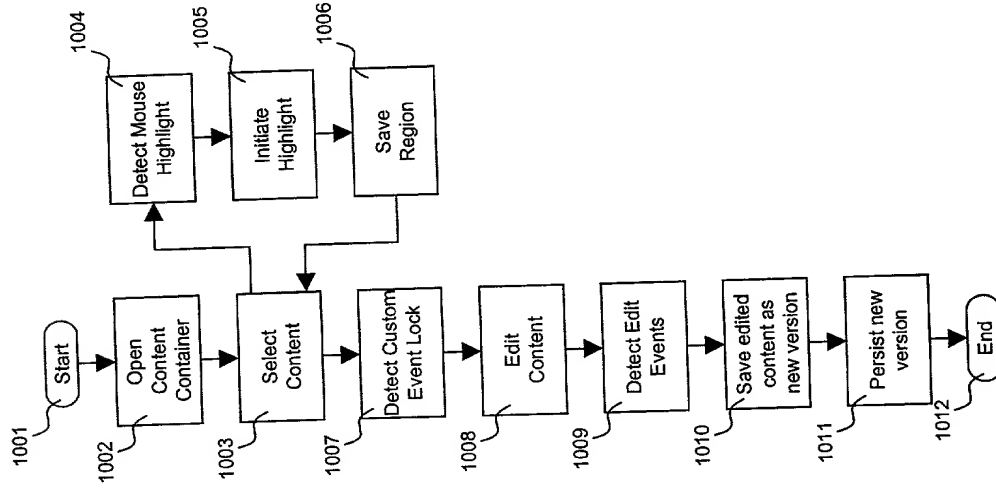 1001
Start
1002
Open
Content
Container
1003
Select
Content
1004
Detect Mouse
Highlight
1005
Initiate
Highlight
1006
Save
Region
1007
Detect Custom
Event Lock
1008
Edit
Content
1009
Detect Edit
Events
1010
Save edited
content as
new version
1011
Persist new
version
1012
End